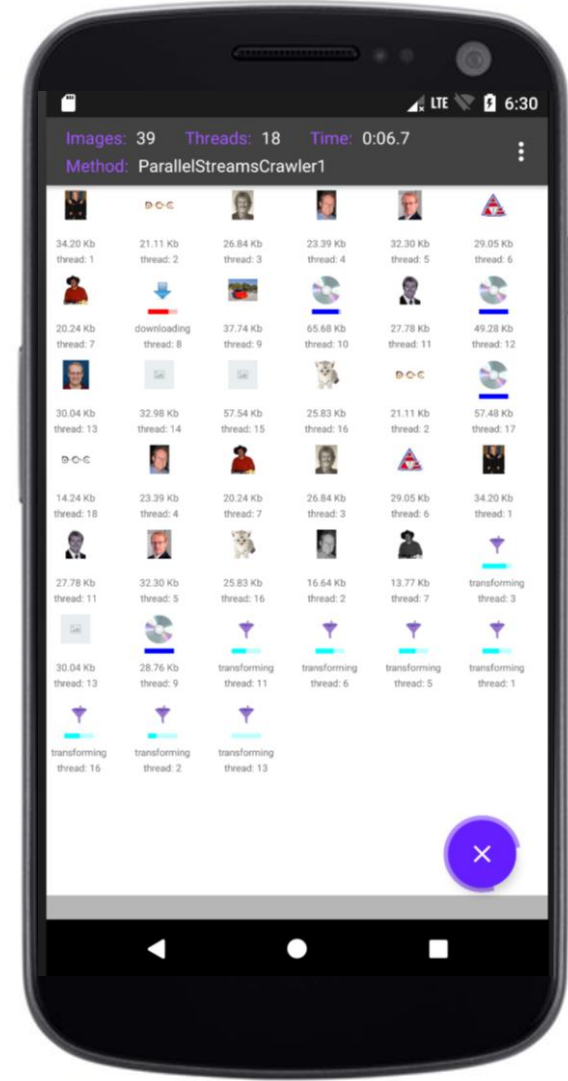 LTE 6:30
Images: 39 Threads: 18 Time: 0:06.7
Method: ParallelStreamsCrawler1
DOC
34.20 Kb 21.11 Kb 26.84 Kb 23.39 Kb 32.30 Kb 29.05 Kb
thread: 1 thread: 2 thread: 3 thread: 4 thread: 5 thread: 6
20.24 Kb downloading 37.74 Kb 65.68 Kb 27.78 Kb 49.28 Kb
thread: 7 thread: 8 thread: 9 thread: 10 thread: 11 thread: 12
DOC
30.04 Kb 32.98 Kb 57.54 Kb 25.83 Kb 21.11 Kb 57.48 Kb
thread: 13 thread: 14 thread: 15 thread: 16 thread: 2 thread: 17
DOC
14.24 Kb 23.39 Kb 20.24 Kb 26.84 Kb 29.05 Kb 34.20 Kb
thread: 18 thread: 4 thread: 7 thread: 3 thread: 6 thread: 1
27.78 Kb 32.30 Kb 25.83 Kb 16.64 Kb 13.77 Kb transforming
thread: 11 thread: 5 thread: 16 thread: 2 thread: 7 thread: 3
30.04 Kb 28.76 Kb transforming transforming transforming transforming
thread: 13 thread: 9 thread: 11 thread: 6 thread: 5 thread: 1
transforming transforming transforming
thread: 16 thread: 2 thread: 13